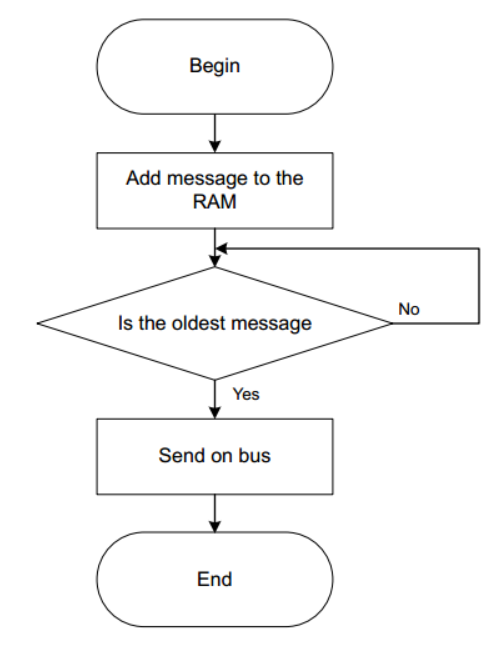 Begin
Add message to the
RAM
Is the oldest message
No
Yes
Send on bus
End